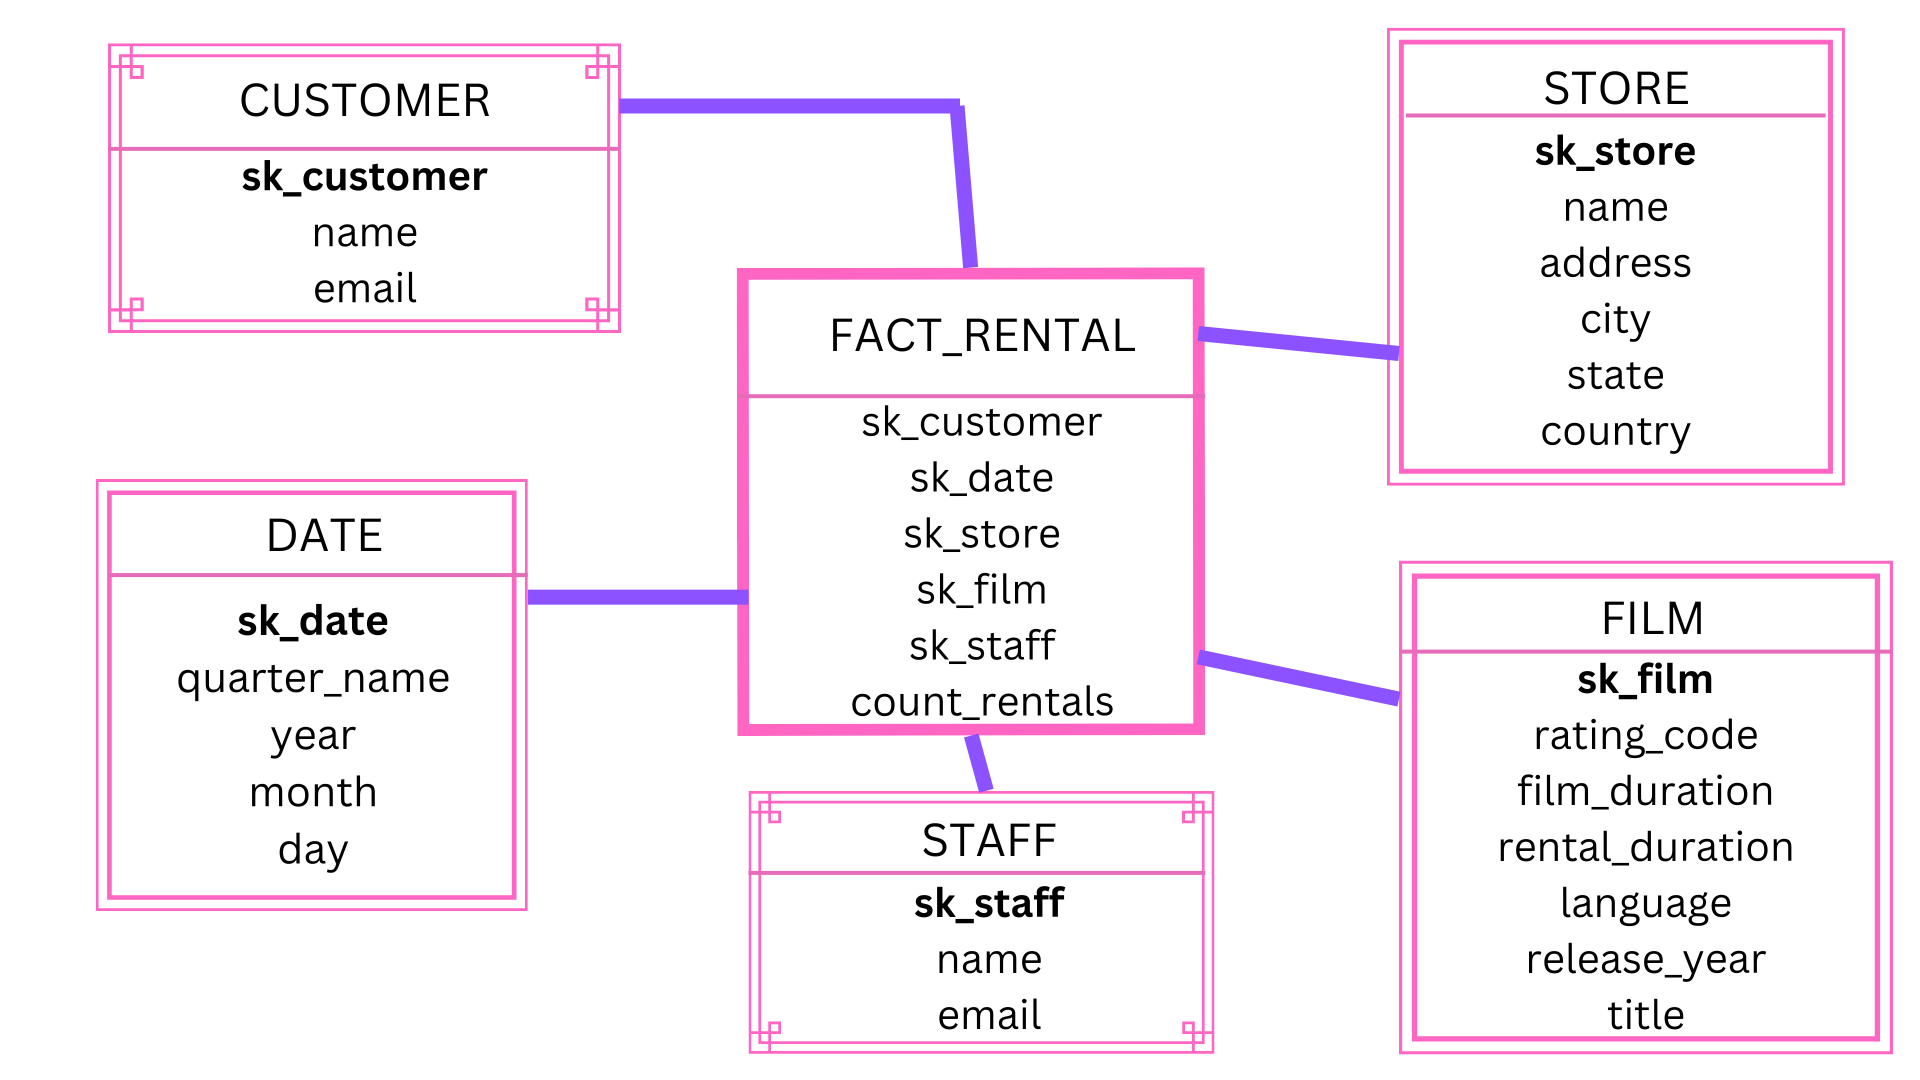 CUSTOMER
sk_customer
name
email
STORE
sk_store
name
address
city
state
country
FACT_RENTAL
sk_customer
sk_date
sk_store
sk_film
sk_staff
count_rentals
DATE
sk_date
quarter_name
year
month
day
STAFF
sk_staff
name
email
FILM
sk_film
rating_code
film_duration
rental_duration
language
release_year
title